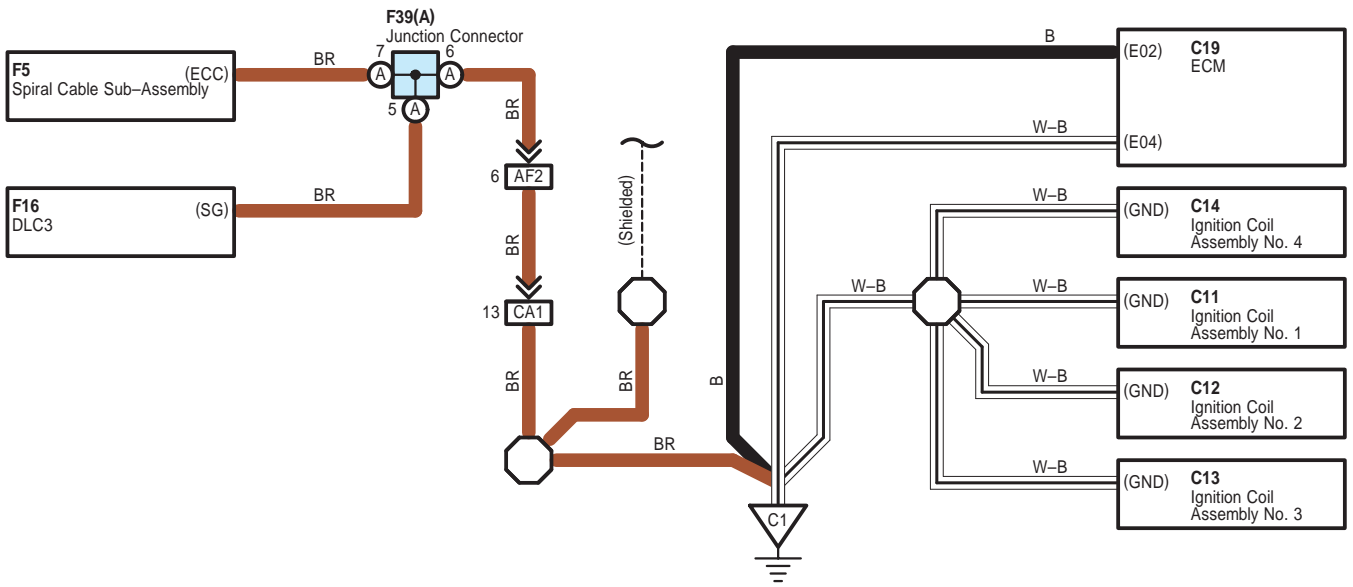 F39(A)
Junction Connector
F5
Spiral Cable Sub–Assembly
(ECC)
BR
7
A
6
A
5
A
F16
DLC3
(SG)
BR
BR
6
AF2
BR
13
CA1
BR
(Shielded)
BR
BR
B
B
(E02)
C19
ECM
W–B
(E04)
W–B
(GND)
C14
Ignition Coil
Assembly No. 4
W–B
W–B
(GND)
C11
Ignition Coil
Assembly No. 1
W–B
(GND)
C12
Ignition Coil
Assembly No. 2
W–B
(GND)
C13
Ignition Coil
Assembly No. 3
C1